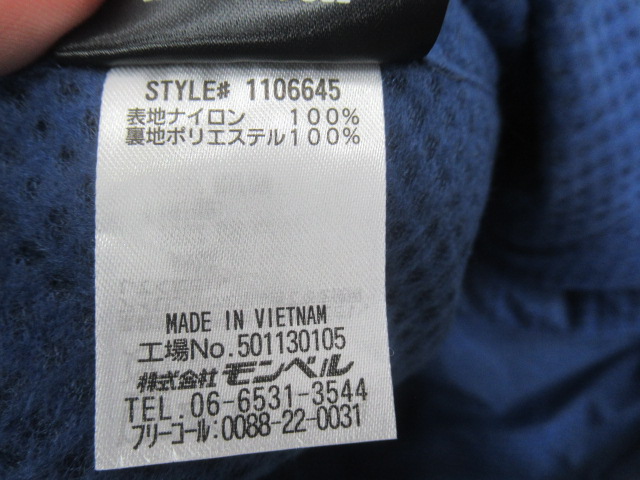 STYLE# 1106645
表地ナイロン 100%
裏地ポリエステル100%
MADE IN VIETNAM
工場No.501130105
株式会社 モンベル
TEL. 06-6531-3544
フリーコール:0088-22-0031